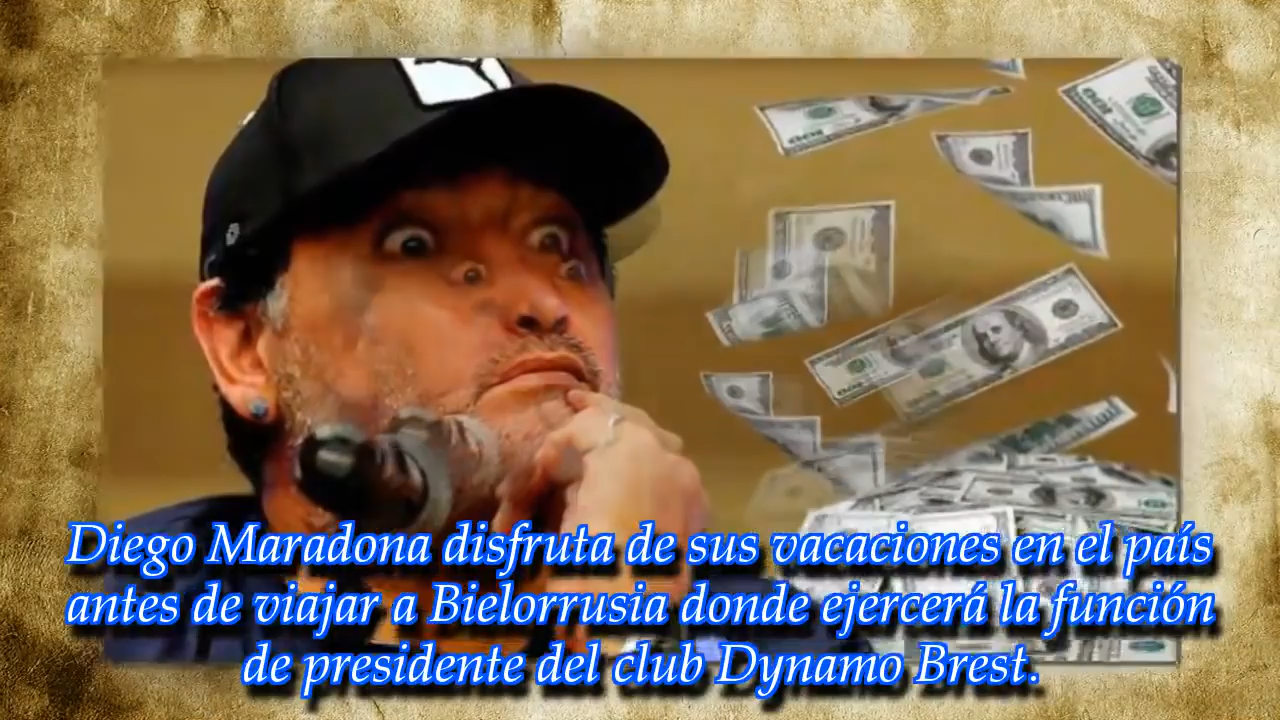 Diego Maradona disfruta de sus vacaciones en el país
antes de viajar a Bielorrusia donde ejercerá la función
de presidente del club Dynamo Brest.